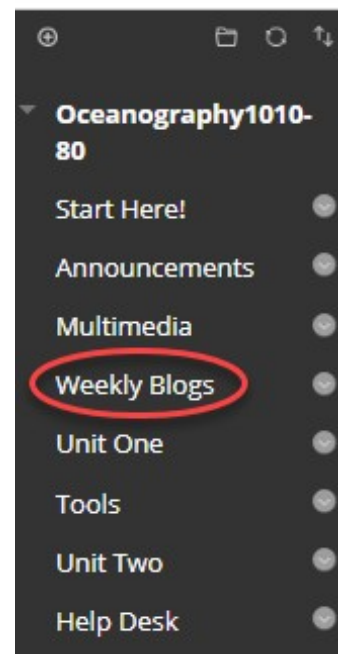 Oceanography1010-
80
Start Here!
Announcements
Multimedia
Weekly Blogs
Unit One
Tools
Unit Two
Help Desk